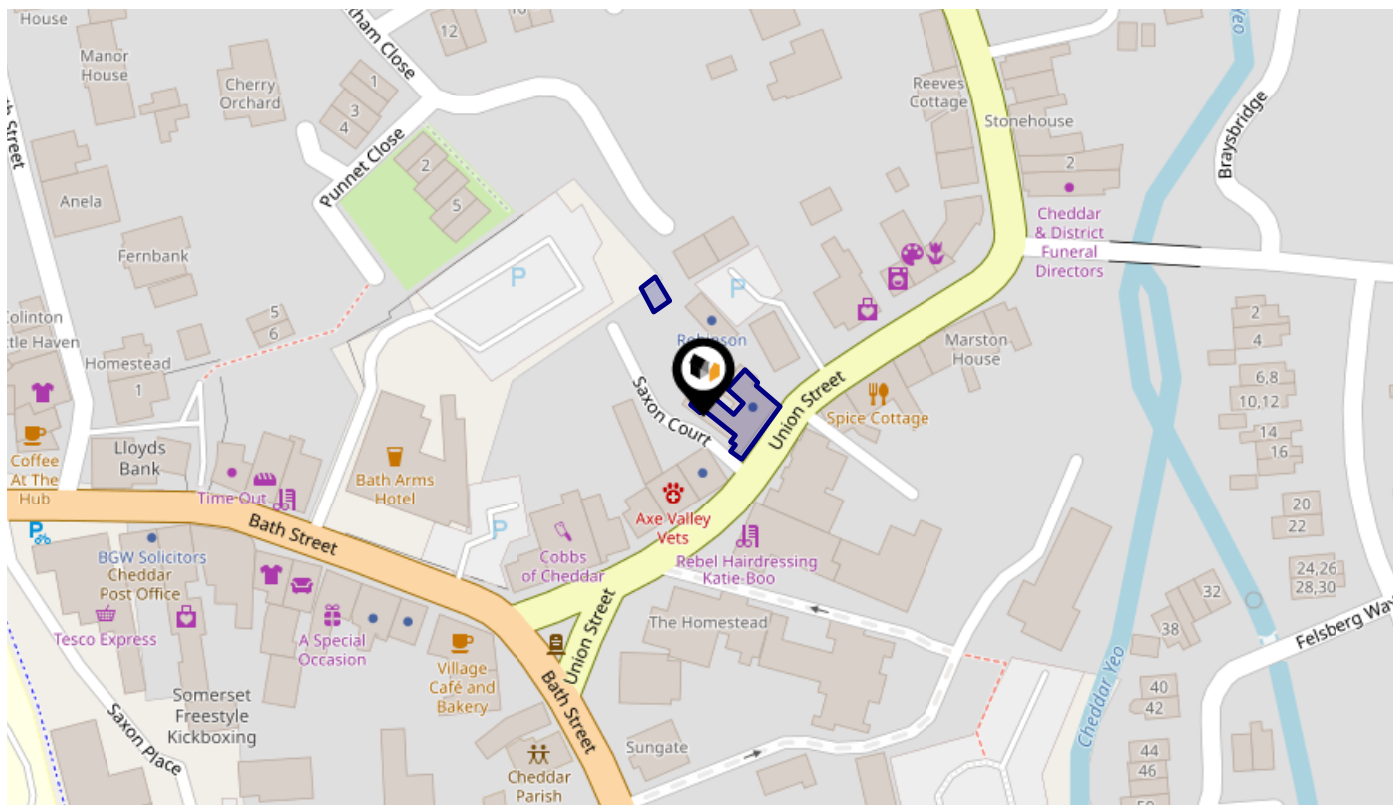 House
Manor
House
Cherry
Orchard
12
10
1
3
4
Punnet Close
2
5
th Street
Anela
Fernbank
Reeves
Cottage
Stonehouse
2
Cheddar
& District
Funeral
Directors
Yeo
Braysbridge
P
P
Robinson
5
6
Homestead
1
Saxon Court
Union Street
Marston
House
Spice Cottage
2
4
6,8
10,12
14
16
20
22
24,26
28,30
Coffee
At The
Hub
Lloyds
Bank
Time Out
Bath Arms
Hotel
P
P
Bath Street
Cobbs
of Cheddar
Axe Valley
Vets
Rebel Hairdressing
Katie-Boo
BGW Solicitors
Cheddar
Post Office
Tesco Express
A Special
Occasion
Village
Café and
Bakery
Union Street
The Homestead
32
38
40
42
44
46
Felsberg Way
Cheddar Yeo
Saxon Place
Somerset
Freestyle
Kickboxing
Bath Street
Cheddar
Parish
Sungate